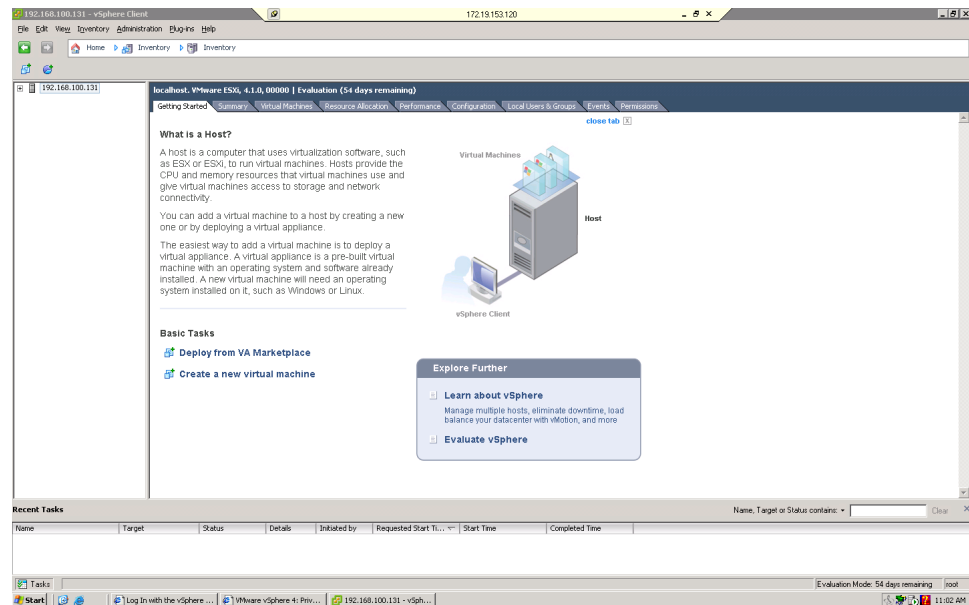 192.168.100.131 - vSphere Client
172.19.153.120
File Edit View Inventory Administration Plug-ins Help
Home Inventory Inventory
192.168.100.131
localhost. VMware ESXi, 4.1.0, 00000 | Evaluation (54 days remaining)
Getting Started Summary Virtual Machines Resource Allocation Performance Configuration Local Users & Groups Events Permissions
close tab X
What is a Host?
A host is a computer that uses virtualization software, such
as ESX or ESXi, to run virtual machines. Hosts provide the
CPU and memory resources that virtual machines use and
give virtual machines access to storage and network
connectivity.
You can add a virtual machine to a host by creating a new
one or by deploying a virtual appliance.
The easiest way to add a virtual machine is to deploy a
virtual appliance. A virtual appliance is a pre-built virtual
machine with an operating system and software already
installed. A new virtual machine will need an operating
system installed on it, such as Windows or Linux.
Virtual Machines
Host
vSphere Client
Basic Tasks
Deploy from VA Marketplace
Create a new virtual machine
Explore Further
Learn about vSphere
Manage multiple hosts, eliminate downtime, load
balance your datacenter with vMotion, and more
Evaluate vSphere
Recent Tasks
Name, Target or Status contains:
Clear
Name Target Status Details Initiated by Requested Start Ti... Start Time Completed Time
Tasks
Evaluation Mode: 54 days remaining root
Start Log In with the vSphere ... VMware vSphere 4: Priv... 192.168.100.131 - vSph... 11:02 AM